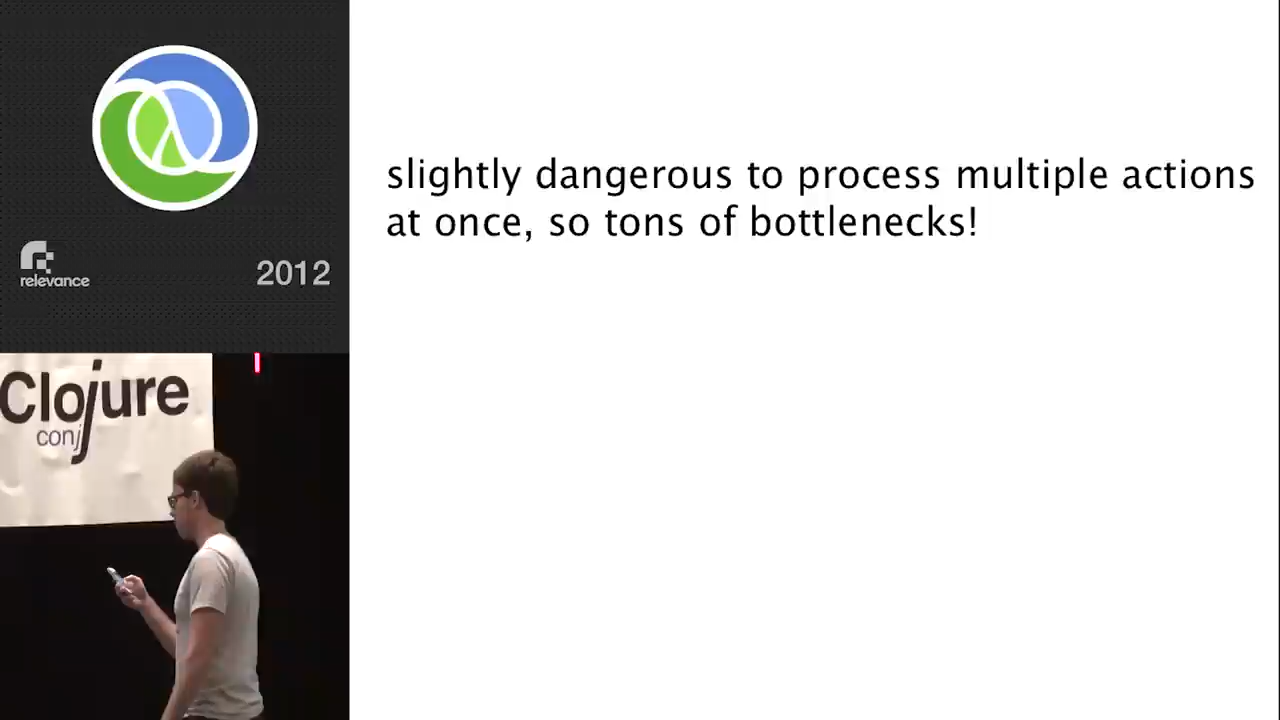 relevance
2012
Clojure
conj
slightly dangerous to process multiple actions
at once, so tons of bottlenecks!